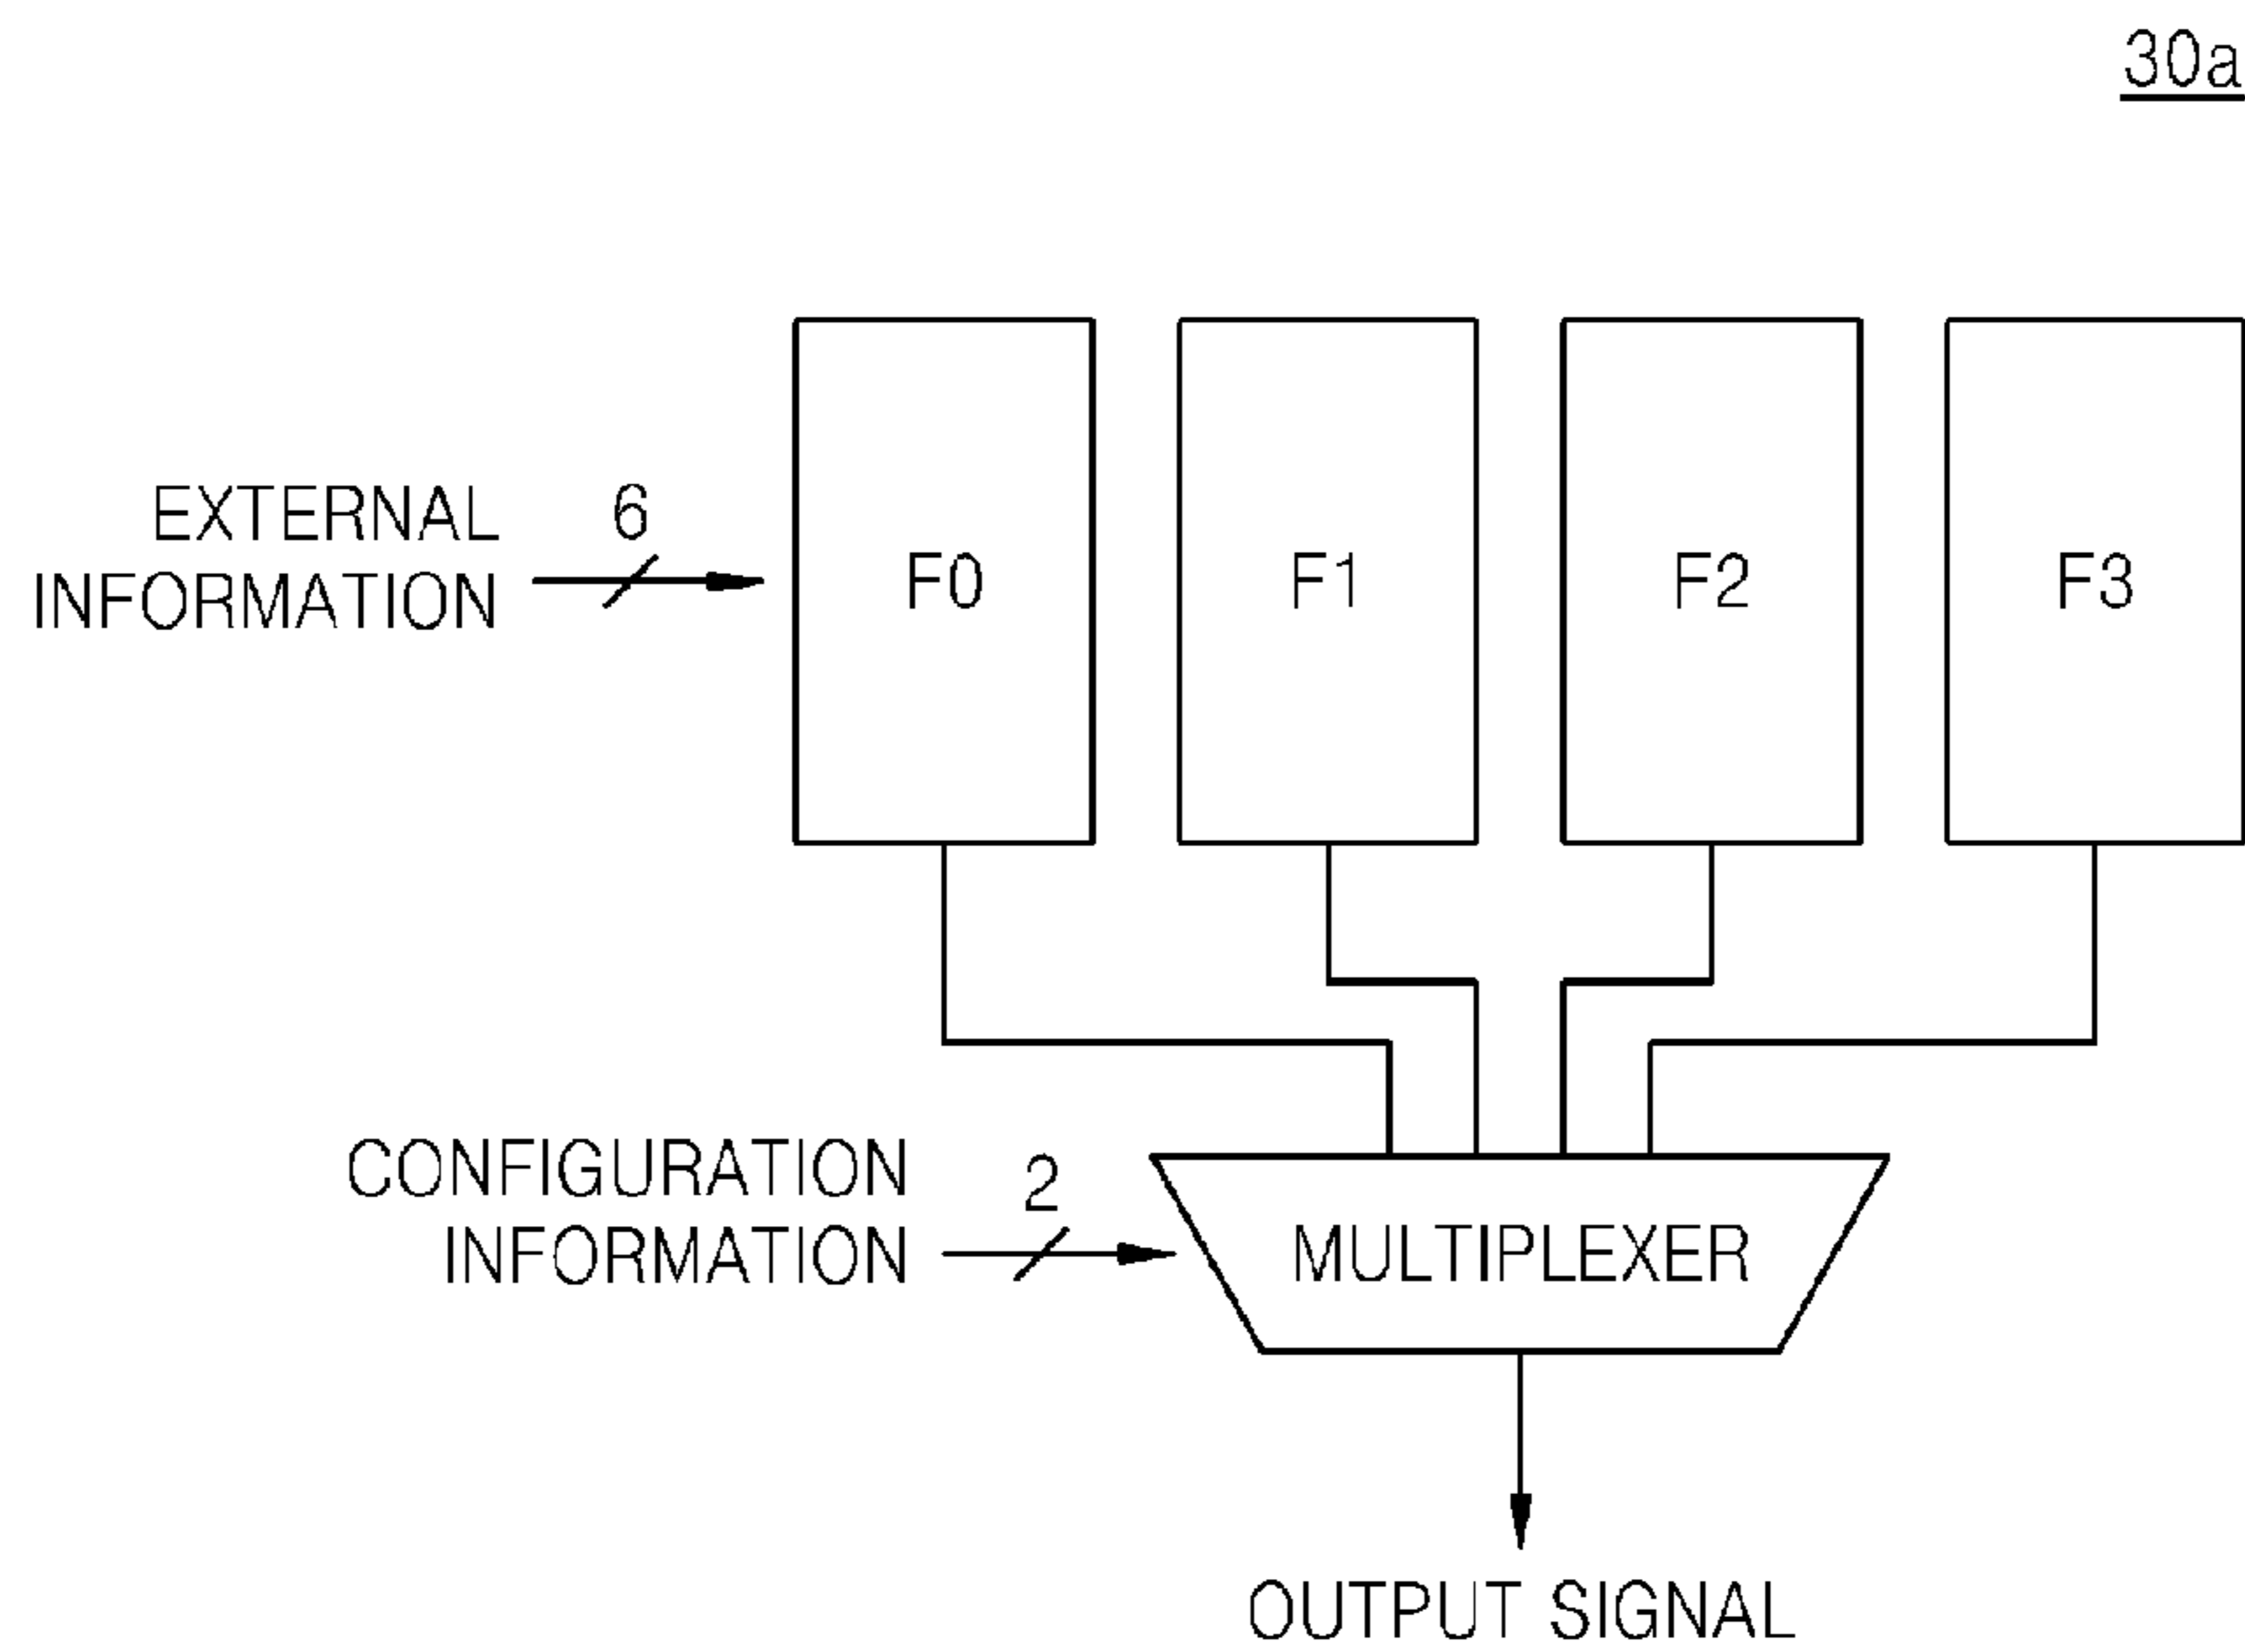 30a
EXTERNAL
INFORMATION
6
F0
F1
F2
F3
CONFIGURATION
INFORMATION
2
MULTIPLEXER
OUTPUT SIGNAL